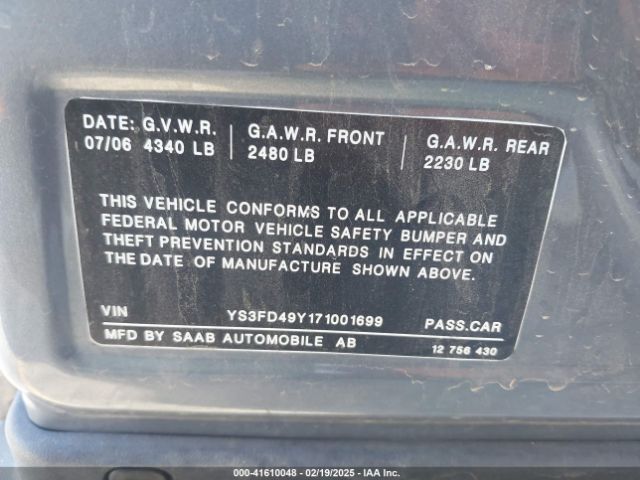 DATE: G.V.W.R. G.A.W.R. FRONT G.A.W.R. REAR
07/06 4340 LB 2480 LB 2230 LB
THIS VEHICLE CONFORMS TO ALL APPLICABLE
FEDERAL MOTOR VEHICLE SAFETY BUMPER AND
THEFT PREVENTION STANDARDS IN EFFECT ON
THE DATE OF MANUFACTURE SHOWN ABOVE.
VIN YS3FD49Y171001699 PASS.CAR
MFD BY SAAB AUTOMOBILE AB 12 756 430
000-41610048 - 02/19/2025 - IAA Inc.